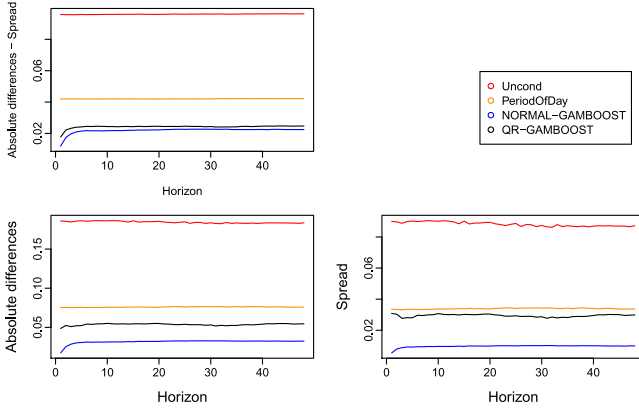 Absolute differences − Spread
0.02 0.06
0 10 20 30 40
Horizon
Uncond
PeriodOfDay
NORMAL−GAMBOOST
QR−GAMBOOST
Absolute differences
0.05 0.10 0.15
0 10 20 30 40
Horizon
Spread
0.02 0.06
0 10 20 30 40
Horizon